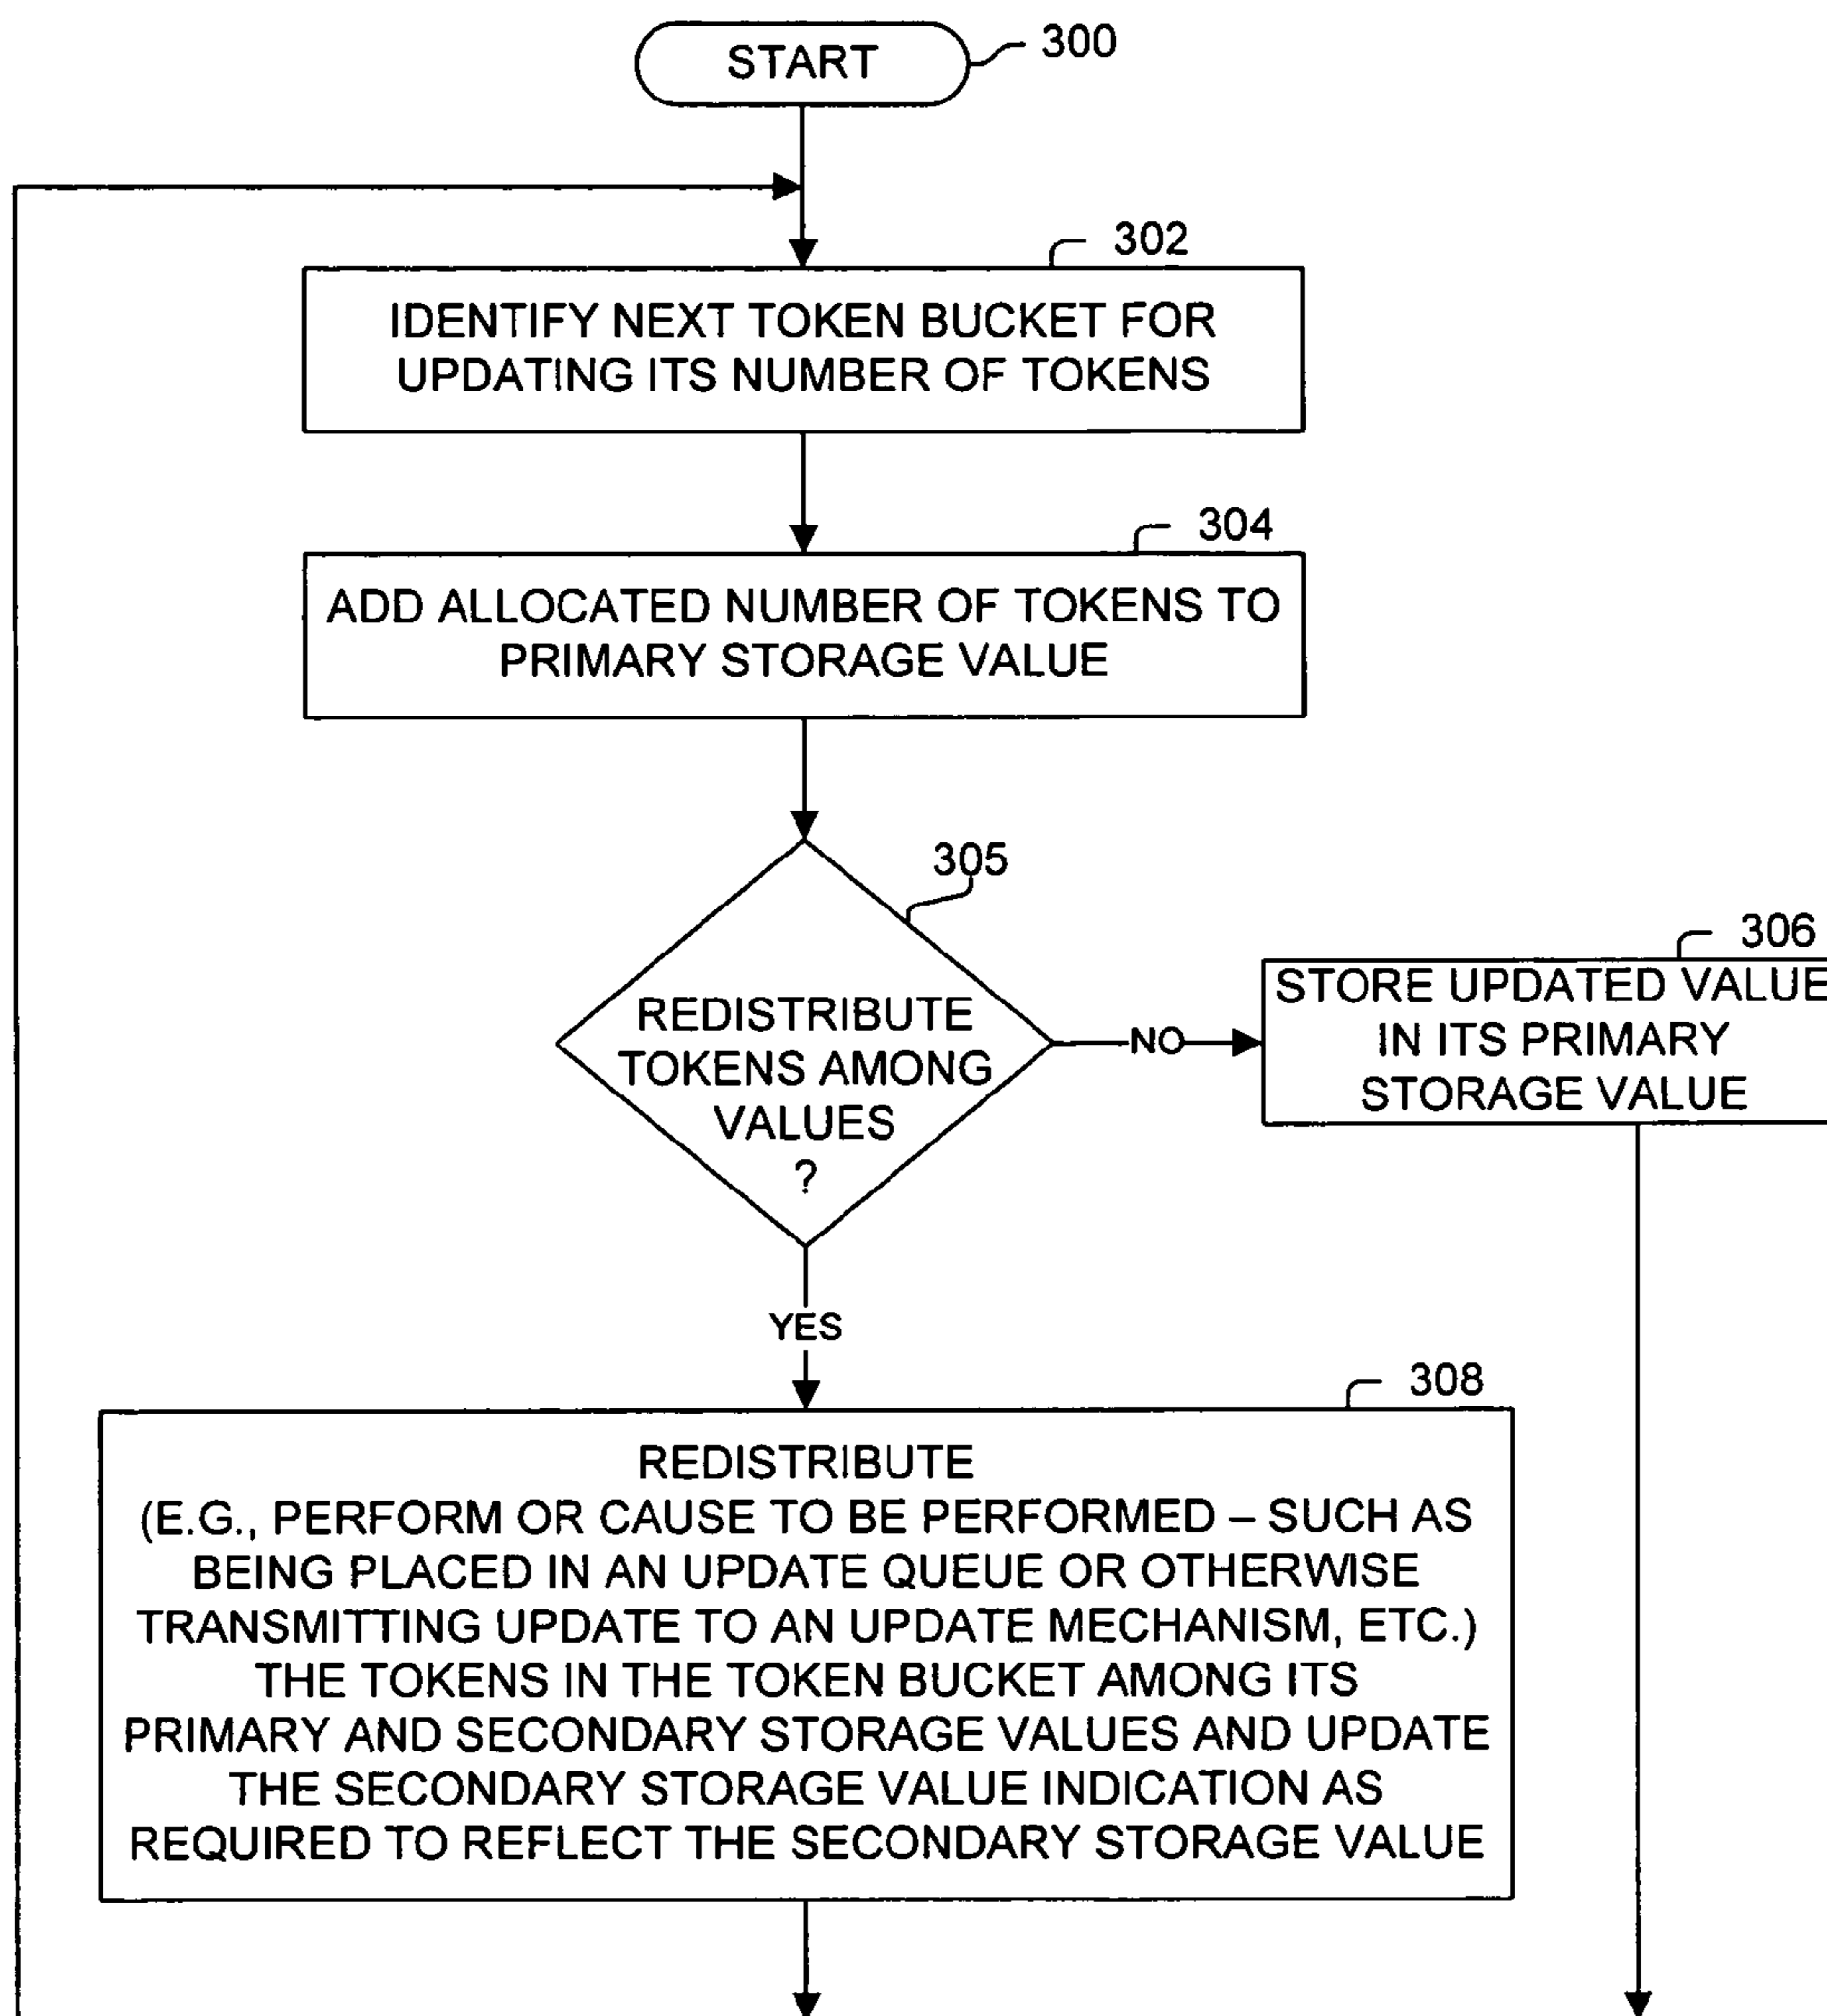 START
300
302
IDENTIFY NEXT TOKEN BUCKET FOR
UPDATING ITS NUMBER OF TOKENS
304
ADD ALLOCATED NUMBER OF TOKENS TO
PRIMARY STORAGE VALUE
305
REDISTRIBUTE
TOKENS AMONG
VALUES
?
NO
306
STORE UPDATED VALUE
IN ITS PRIMARY
STORAGE VALUE
YES
308
REDISTRIBUTE
(E.G., PERFORM OR CAUSE TO BE PERFORMED – SUCH AS
BEING PLACED IN AN UPDATE QUEUE OR OTHERWISE
TRANSMITTING UPDATE TO AN UPDATE MECHANISM, ETC.)
THE TOKENS IN THE TOKEN BUCKET AMONG ITS
PRIMARY AND SECONDARY STORAGE VALUES AND UPDATE
THE SECONDARY STORAGE VALUE INDICATION AS
REQUIRED TO REFLECT THE SECONDARY STORAGE VALUE